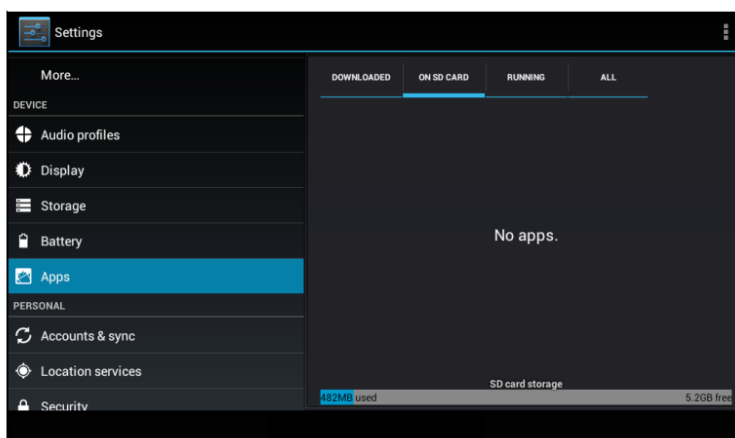 Settings
More...
DEVICE
Audio profiles
Display
Storage
Battery
Apps
PERSONAL
Accounts & sync
Location services
Security
DOWNLOADED ON SD CARD RUNNING ALL
No apps.
SD card storage
482MB used 5.2GB free